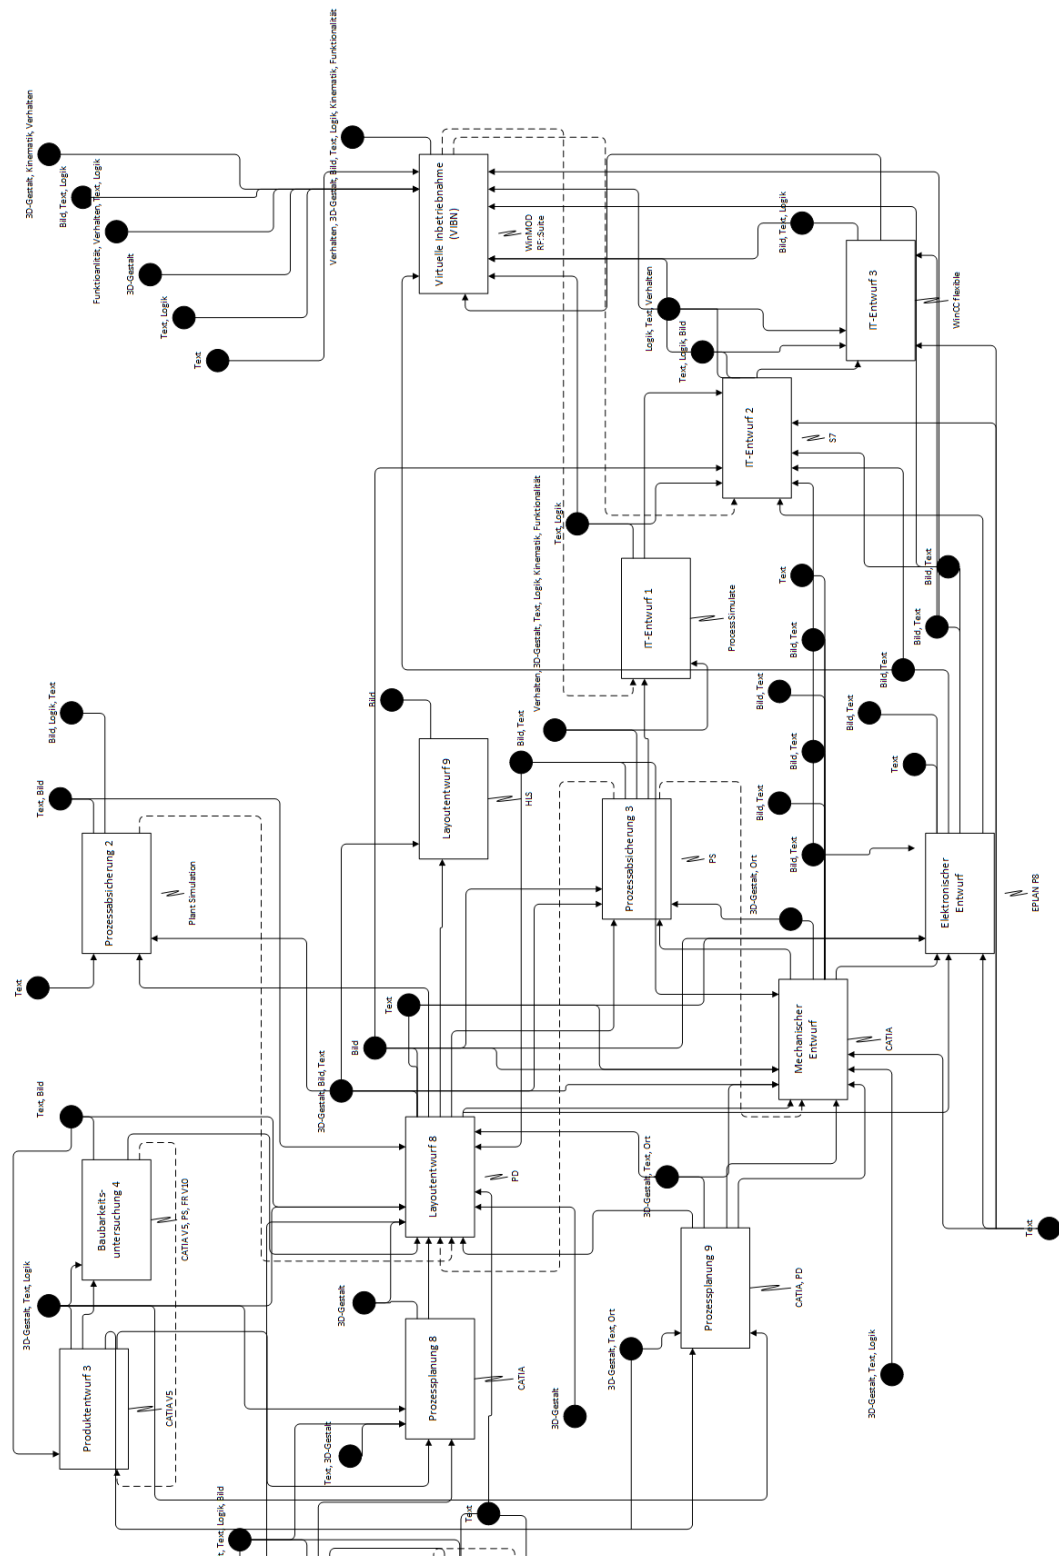 3D-Gestalt, Kinematik, Verhalten
Bild, Text, Logik
Funktioanlität, Verhalten, Text, Logik
3D-Gestalt
Text, Logik
Text
Verhalten, 3D-Gestalt, Bild, Text, Logik, Kinematik, Funktionalität
Virtuelle Inbetriebnahme
(VIBN)
WinMOD
RF::Suite
Bild, Text, Logik
IT-Entwurf 3
WinCC flexible
Logik, Text, Verhalten
Text, Logik, Bild
IT-Entwurf 2
S7
Text, Logik
IT-Entwurf 1
Process Simulate
Verhalten, 3D-Gestalt, Text, Logik, Kinematik, Funktionalität
Bild, Text
Bild, Text
Bild, Text
Text
Bild, Text
Bild, Text
Bild, Text
Bild, Text
Bild, Text
Bild, Text
Text
Elektronischer
Entwurf
EPLAN P8
Bild, Logik, Text
Text, Bild
Prozessabsicherung 2
Plant Simulation
Text
Bild
Layoutentwurf 9
HLS
Bild, Text
Prozessabsicherung 3
PS
3D-Gestalt, Ort
Mechanischer
Entwurf
CATIA
Text
Bild
3D-Gestalt, Bild, Text
Layoutentwurf 8
PD
Text, Bild
Baubarkeits-
untersuchung 4
CATIA V5, PS, FR V10
3D-Gestalt, Text, Logik
Produktentwurf 3
CATIA V5
3D-Gestalt
Prozessplanung 8
CATIA
Text, 3D-Gestalt
3D-Gestalt
3D-Gestalt, Text, Ort
Prozessplanung 9
CATIA, PD
3D-Gestalt, Text, Ort
3D-Gestalt, Text, Logik
Text
Text
t, Text, Logik, Bild